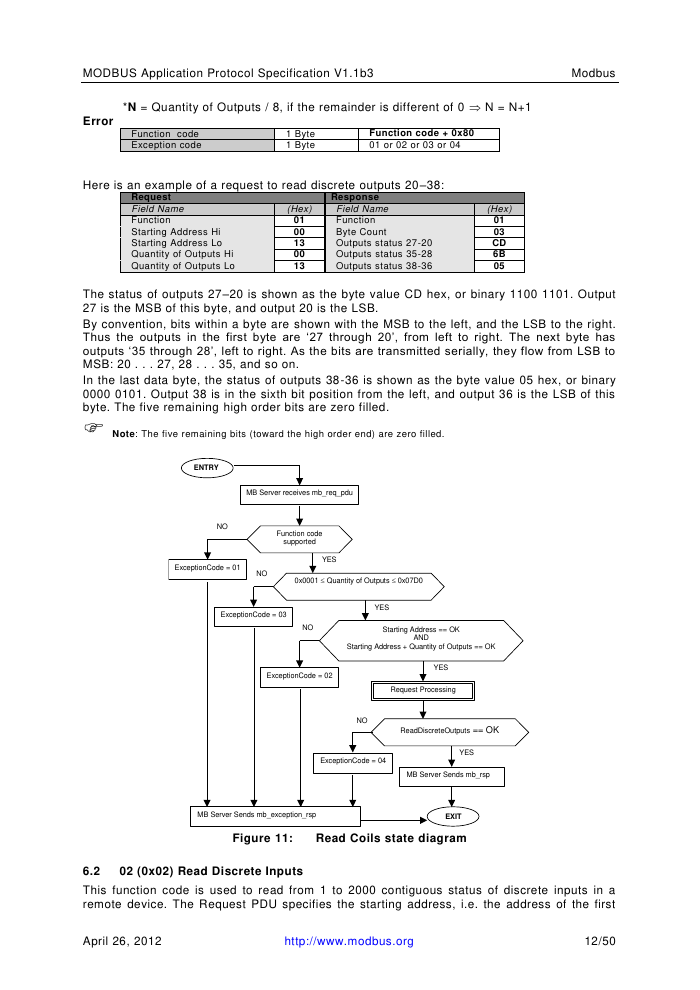 MODBUS Application Protocol Specification V1.1b3 Modbus
*N = Quantity of Outputs / 8, if the remainder is different of 0 ⇒ N = N+1
Error
Function code 1 Byte Function code + 0x80
Exception code 1 Byte 01 or 02 or 03 or 04
Here is an example of a request to read discrete outputs 20–38:
Request Response
Field Name (Hex) Field Name (Hex)
Function 01 Function 01
Starting Address Hi 00 Byte Count 03
Starting Address Lo 13 Outputs status 27-20 CD
Quantity of Outputs Hi 00 Outputs status 35-28 6B
Quantity of Outputs Lo 13 Outputs status 38-36 05
The status of outputs 27–20 is shown as the byte value CD hex, or binary 1100 1101. Output
27 is the MSB of this byte, and output 20 is the LSB.
By convention, bits within a byte are shown with the MSB to the left, and the LSB to the right.
Thus the outputs in the first byte are ‘27 through 20’, from left to right. The next byte has
outputs ‘35 through 28’, left to right. As the bits are transmitted serially, they flow from LSB to
MSB: 20 . . . 27, 28 . . . 35, and so on.
In the last data byte, the status of outputs 38-36 is shown as the byte value 05 hex, or binary
0000 0101. Output 38 is in the sixth bit position from the left, and output 36 is the LSB of this
byte. The five remaining high order bits are zero filled.
Note: The five remaining bits (toward the high order end) are zero filled.
ENTRY
MB Server receives mb_req_pdu
NO
Function code
supported
YES
ExceptionCode = 01
NO
0x0001 ≤ Quantity of Outputs ≤ 0x07D0
YES
ExceptionCode = 03
NO
Starting Address == OK
AND
Starting Address + Quantity of Outputs == OK
YES
ExceptionCode = 02
Request Processing
NO
ReadDiscreteOutputs == OK
YES
ExceptionCode = 04
MB Server Sends mb_rsp
MB Server Sends mb_exception_rsp
EXIT
Figure 11: Read Coils state diagram
6.2 02 (0x02) Read Discrete Inputs
This function code is used to read from 1 to 2000 contiguous status of discrete inputs in a
remote device. The Request PDU specifies the starting address, i.e. the address of the first
April 26, 2012 http://www.modbus.org 12/50